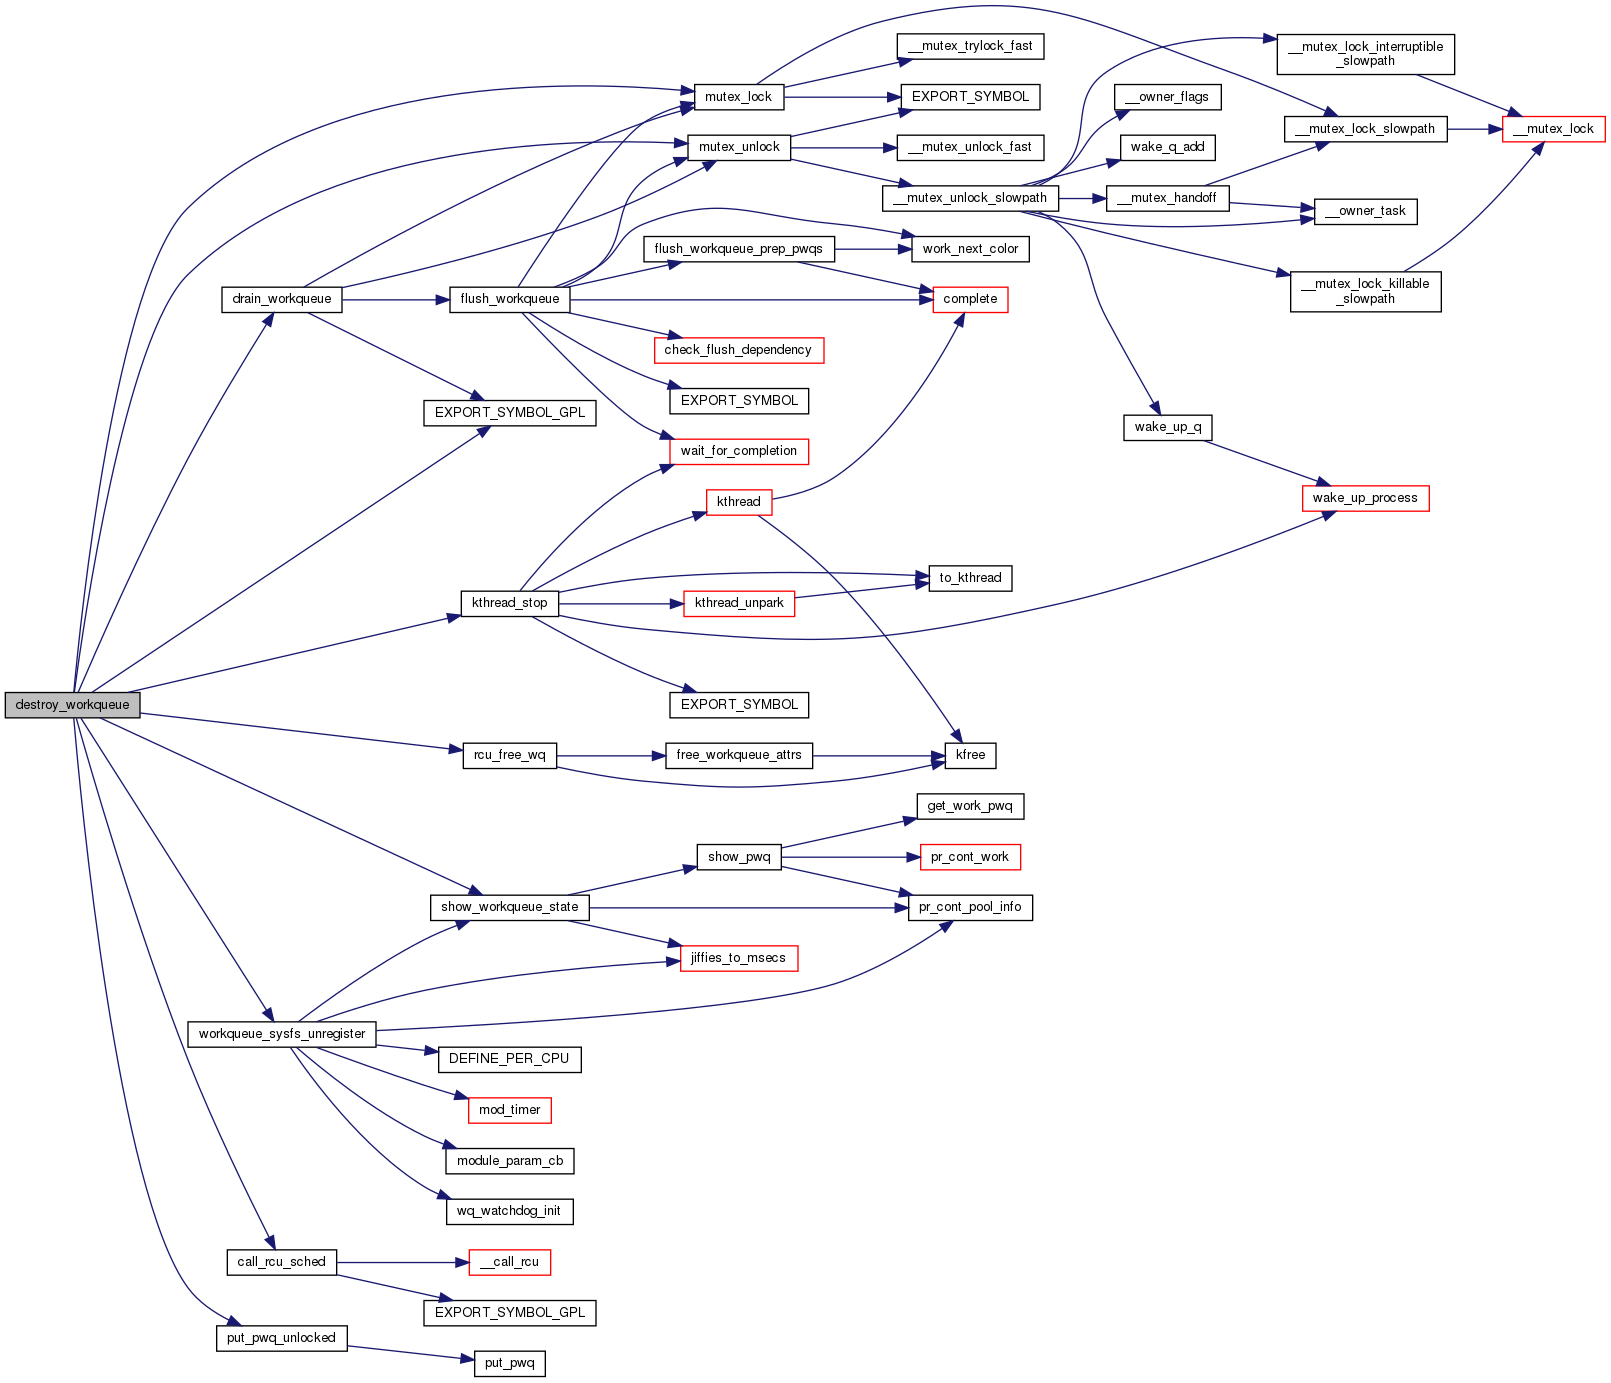 __mutex_lock_interruptible
_slowpath
__mutex_trylock_fast
mutex_lock
EXPORT_SYMBOL
__owner_flags
__mutex_lock_slowpath
__mutex_lock
mutex_unlock
__mutex_unlock_fast
wake_q_add
__mutex_unlock_slowpath
__mutex_handoff
__owner_task
flush_workqueue_prep_pwqs
work_next_color
__mutex_lock_killable
_slowpath
drain_workqueue
flush_workqueue
complete
check_flush_dependency
EXPORT_SYMBOL
EXPORT_SYMBOL_GPL
wake_up_q
wait_for_completion
kthread
wake_up_process
to_kthread
kthread_stop
kthread_unpark
destroy_workqueue
EXPORT_SYMBOL
rcu_free_wq
free_workqueue_attrs
kfree
get_work_pwq
show_pwq
pr_cont_work
show_workqueue_state
pr_cont_pool_info
jiffies_to_msecs
workqueue_sysfs_unregister
DEFINE_PER_CPU
mod_timer
module_param_cb
wq_watchdog_init
call_rcu_sched
__call_rcu
EXPORT_SYMBOL_GPL
put_pwq_unlocked
put_pwq